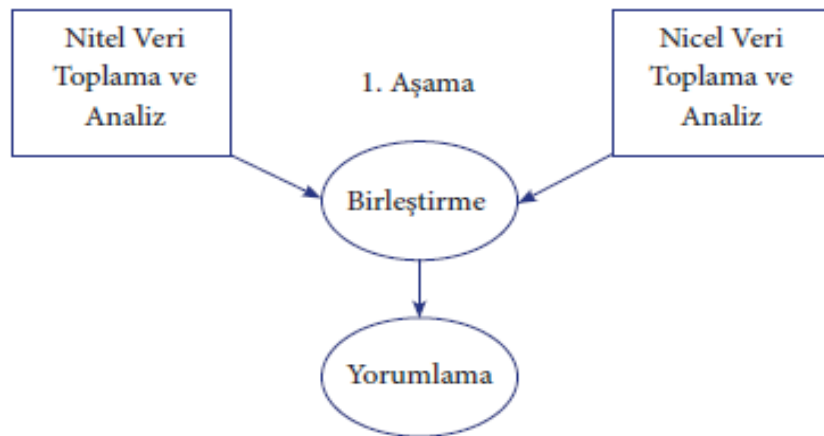 Nitel Veri
Toplama ve
Analiz
1. Aşama
Nicel Veri
Toplama ve
Analiz
Birleştirme
Yorumlama